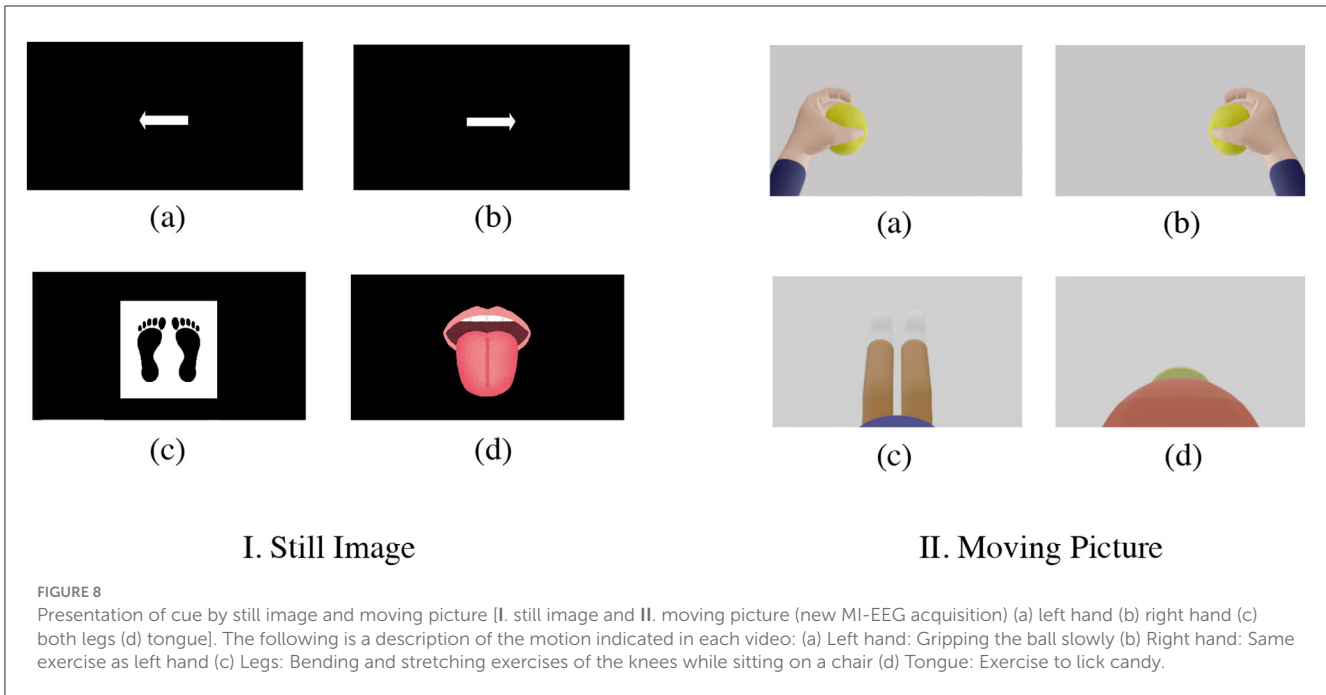 (a)
(b)
(c)
(d)
I. Still Image
(a)
(b)
(c)
(d)
II. Moving Picture
FIGURE 8
Presentation of cue by still image and moving picture [I. still image and II. moving picture (new MI-EEG acquisition) (a) left hand (b) right hand (c)
both legs (d) tongue]. The following is a description of the motion indicated in each video: (a) Left hand: Gripping the ball slowly (b) Right hand: Same
exercise as left hand (c) Legs: Bending and stretching exercises of the knees while sitting on a chair (d) Tongue: Exercise to lick candy.